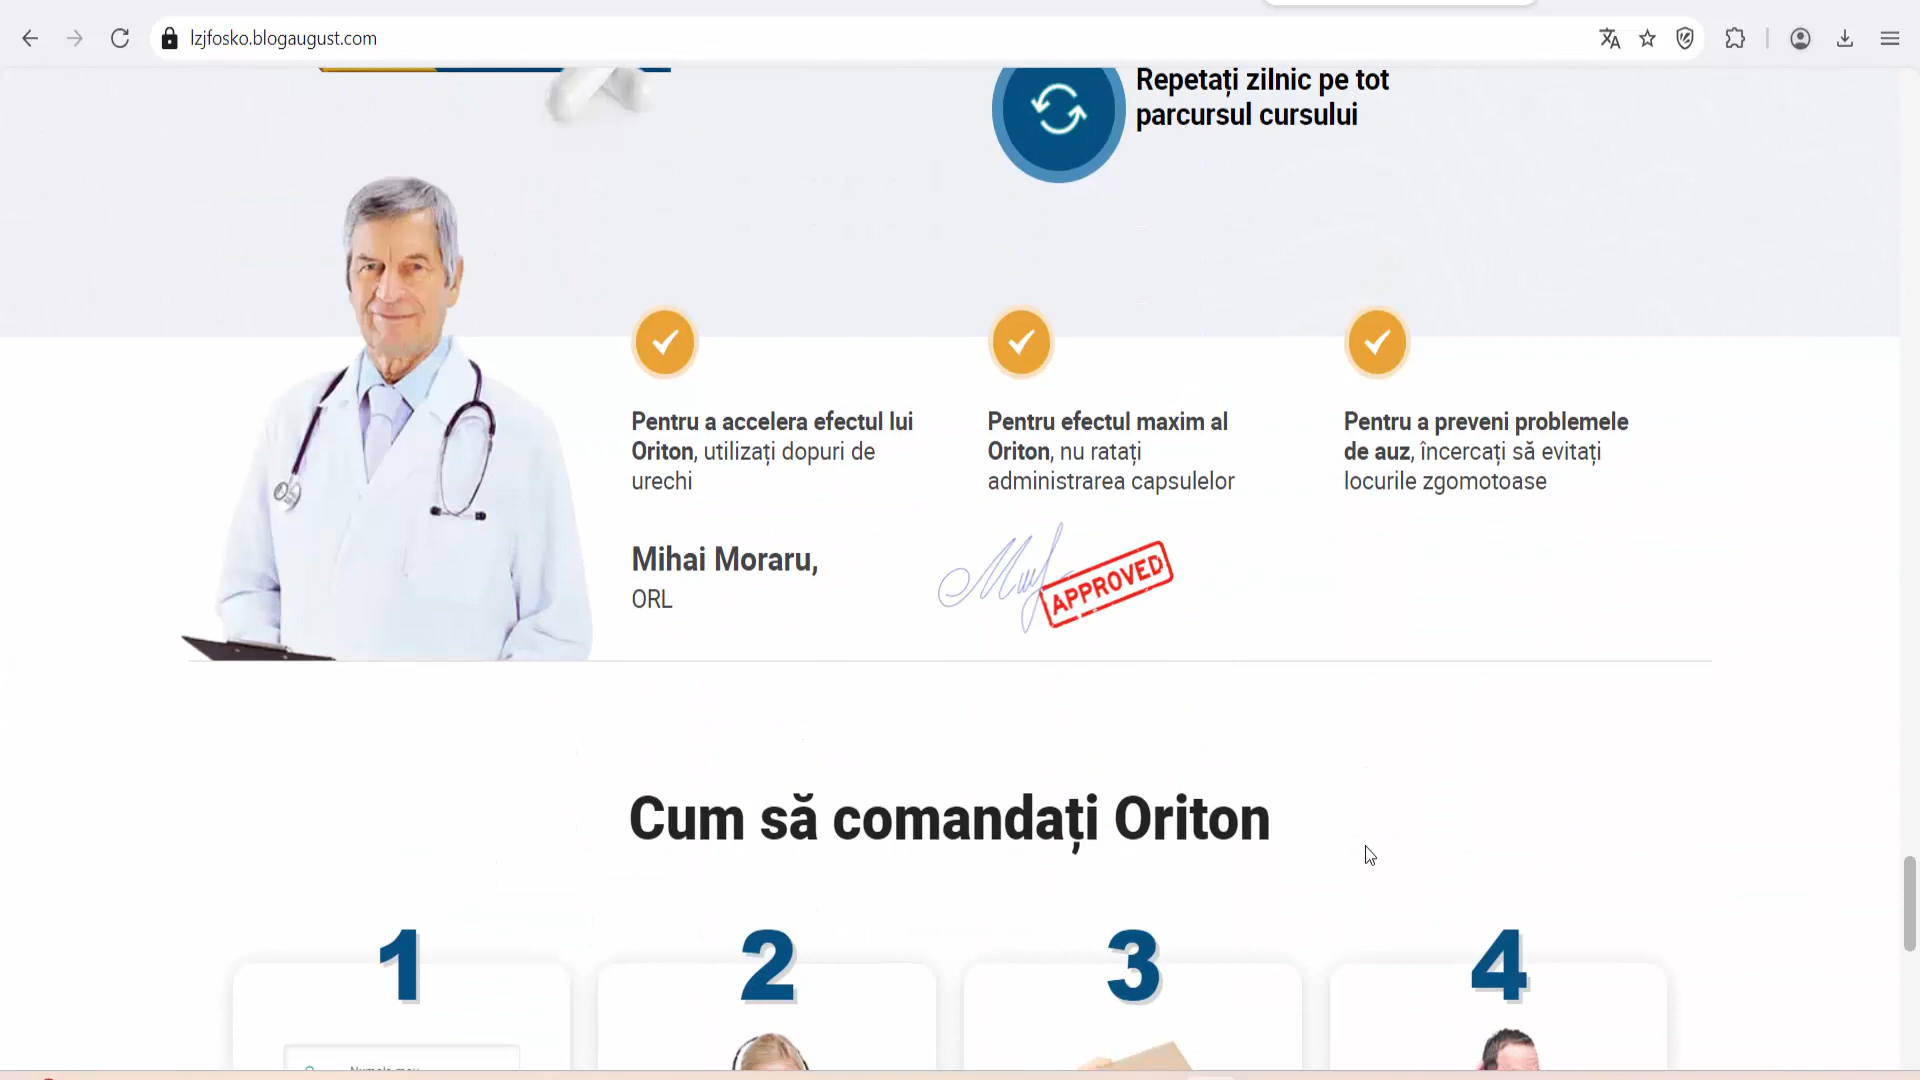 lzjfosko.blogaugust.com
Repetați zilnic pe tot
parcursul cursului
Pentru a accelera efectul lui
Oriton, utilizați dopuri de
urechi
Pentru efectul maxim al
Oriton, nu ratați
administrarea capsulelor
Pentru a preveni problemele
de auz, încercați să evitați
locurile zgomotoase
Mihai Moraru,
ORL
APPROVED
Cum să comandați Oriton
1
2
3
4